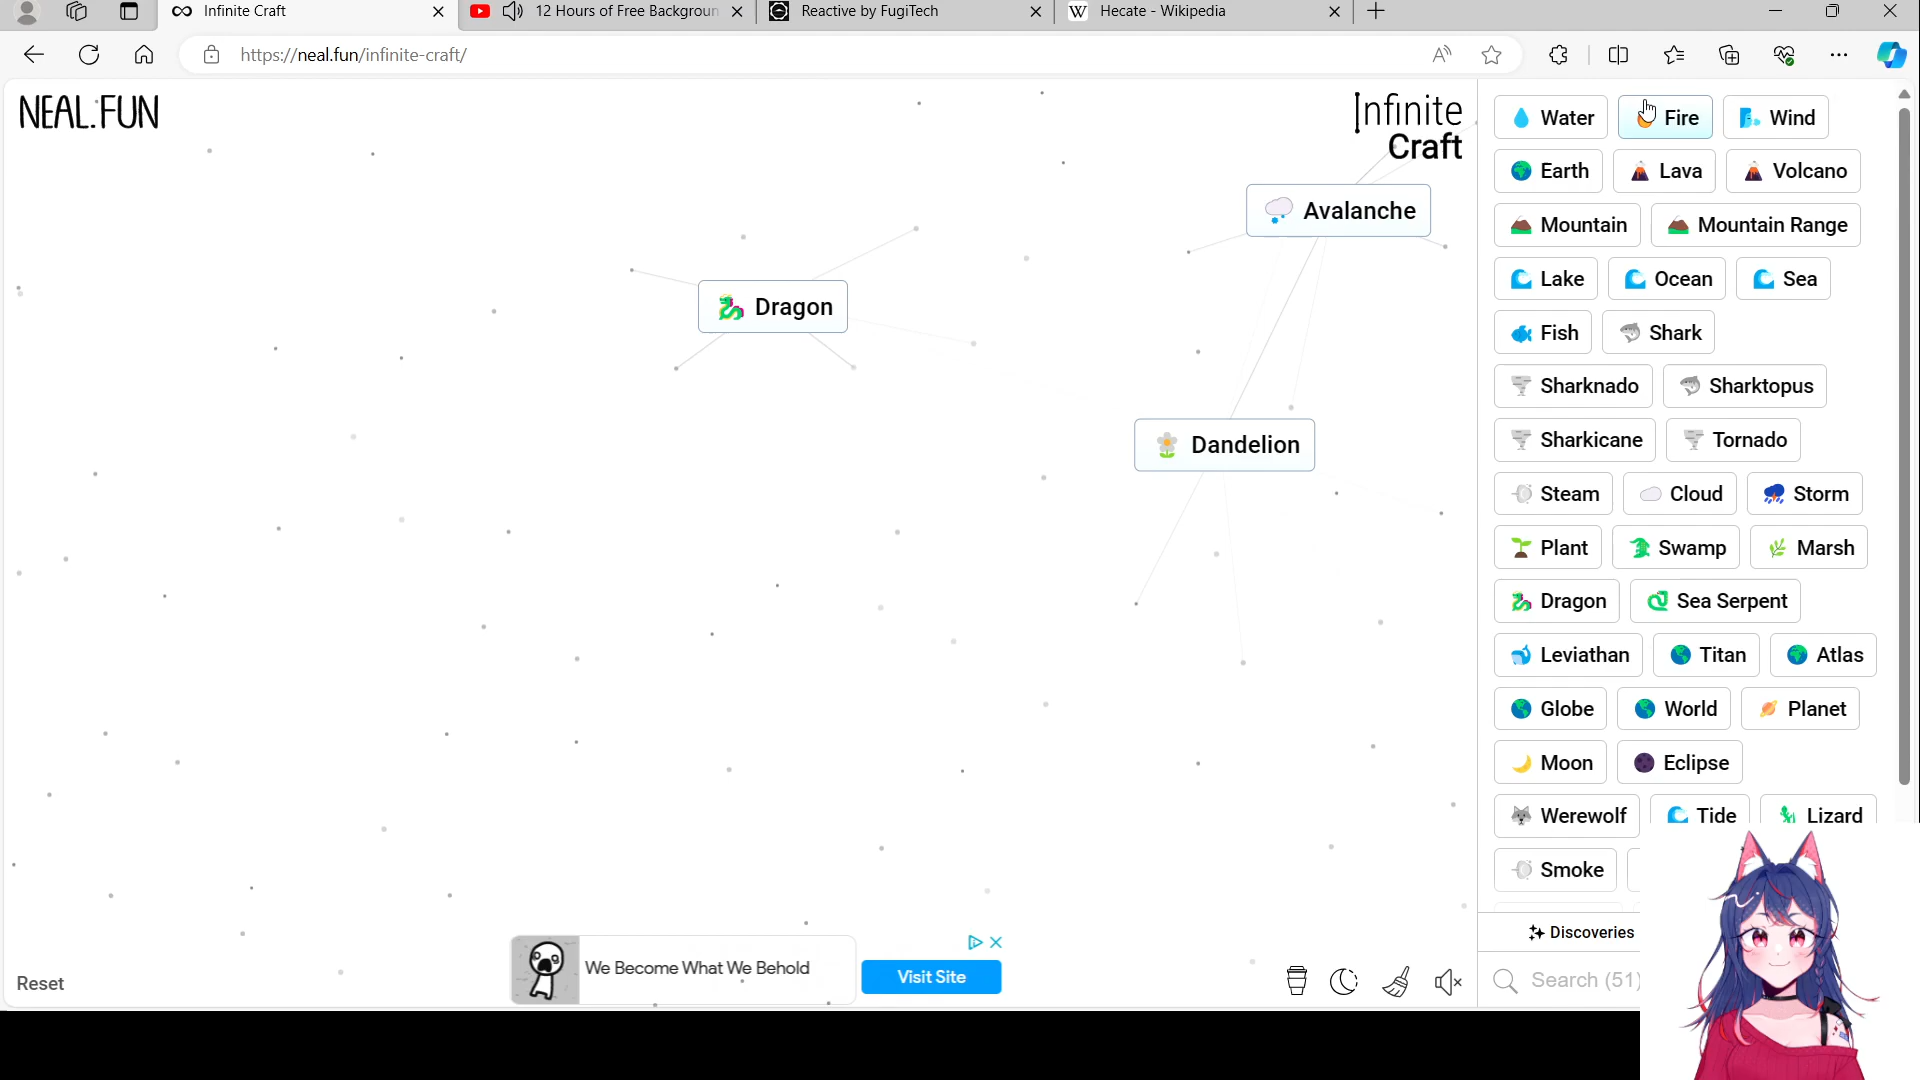 Infinite Craft
12 Hours of Free Backgroun
Reactive by FugiTech
Hecate - Wikipedia
https://neal.fun/infinite-craft/
NEAL.FUN
Infinite
Craft
Avalanche
Dragon
Dandelion
Water Fire Wind
Earth Lava Volcano
Mountain Mountain Range
Lake Ocean Sea
Fish Shark
Sharknado Sharktopus
Sharkicane Tornado
Steam Cloud Storm
Plant Swamp Marsh
Dragon Sea Serpent
Leviathan Titan Atlas
Globe World Planet
Moon Eclipse
Werewolf Tide Lizard
Smoke
Discoveries
Search (51)
We Become What We Behold
Visit Site
Reset